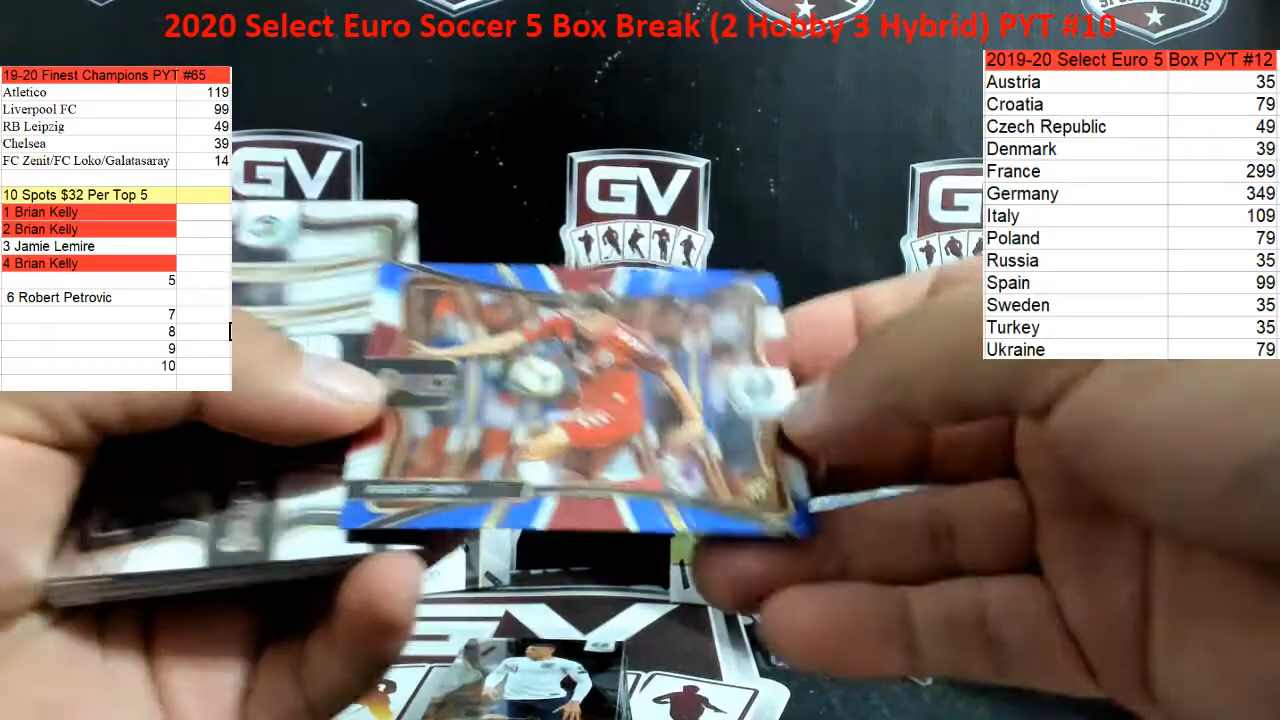 2020 Select Euro Soccer 5 Box Break (2 Hobby 3 Hybrid) PYT #10
19-20 Finest Champions PYT #65
Atletico 119
Liverpool FC 99
RB Leipzig 49
Chelsea 39
FC Zenit/FC Loko/Galatasaray 14
10 Spots $32 Per Top 5
1 Brian Kelly
2 Brian Kelly
3 Jamie Lemire
4 Brian Kelly
5
6 Robert Petrovic
7
8
9
10
2019-20 Select Euro 5 Box PYT #12
Austria 35
Croatia 79
Czech Republic 49
Denmark 39
France 299
Germany 349
Italy 109
Poland 79
Russia 35
Spain 99
Sweden 35
Turkey 35
Ukraine 79
GV
GV
GV
GV